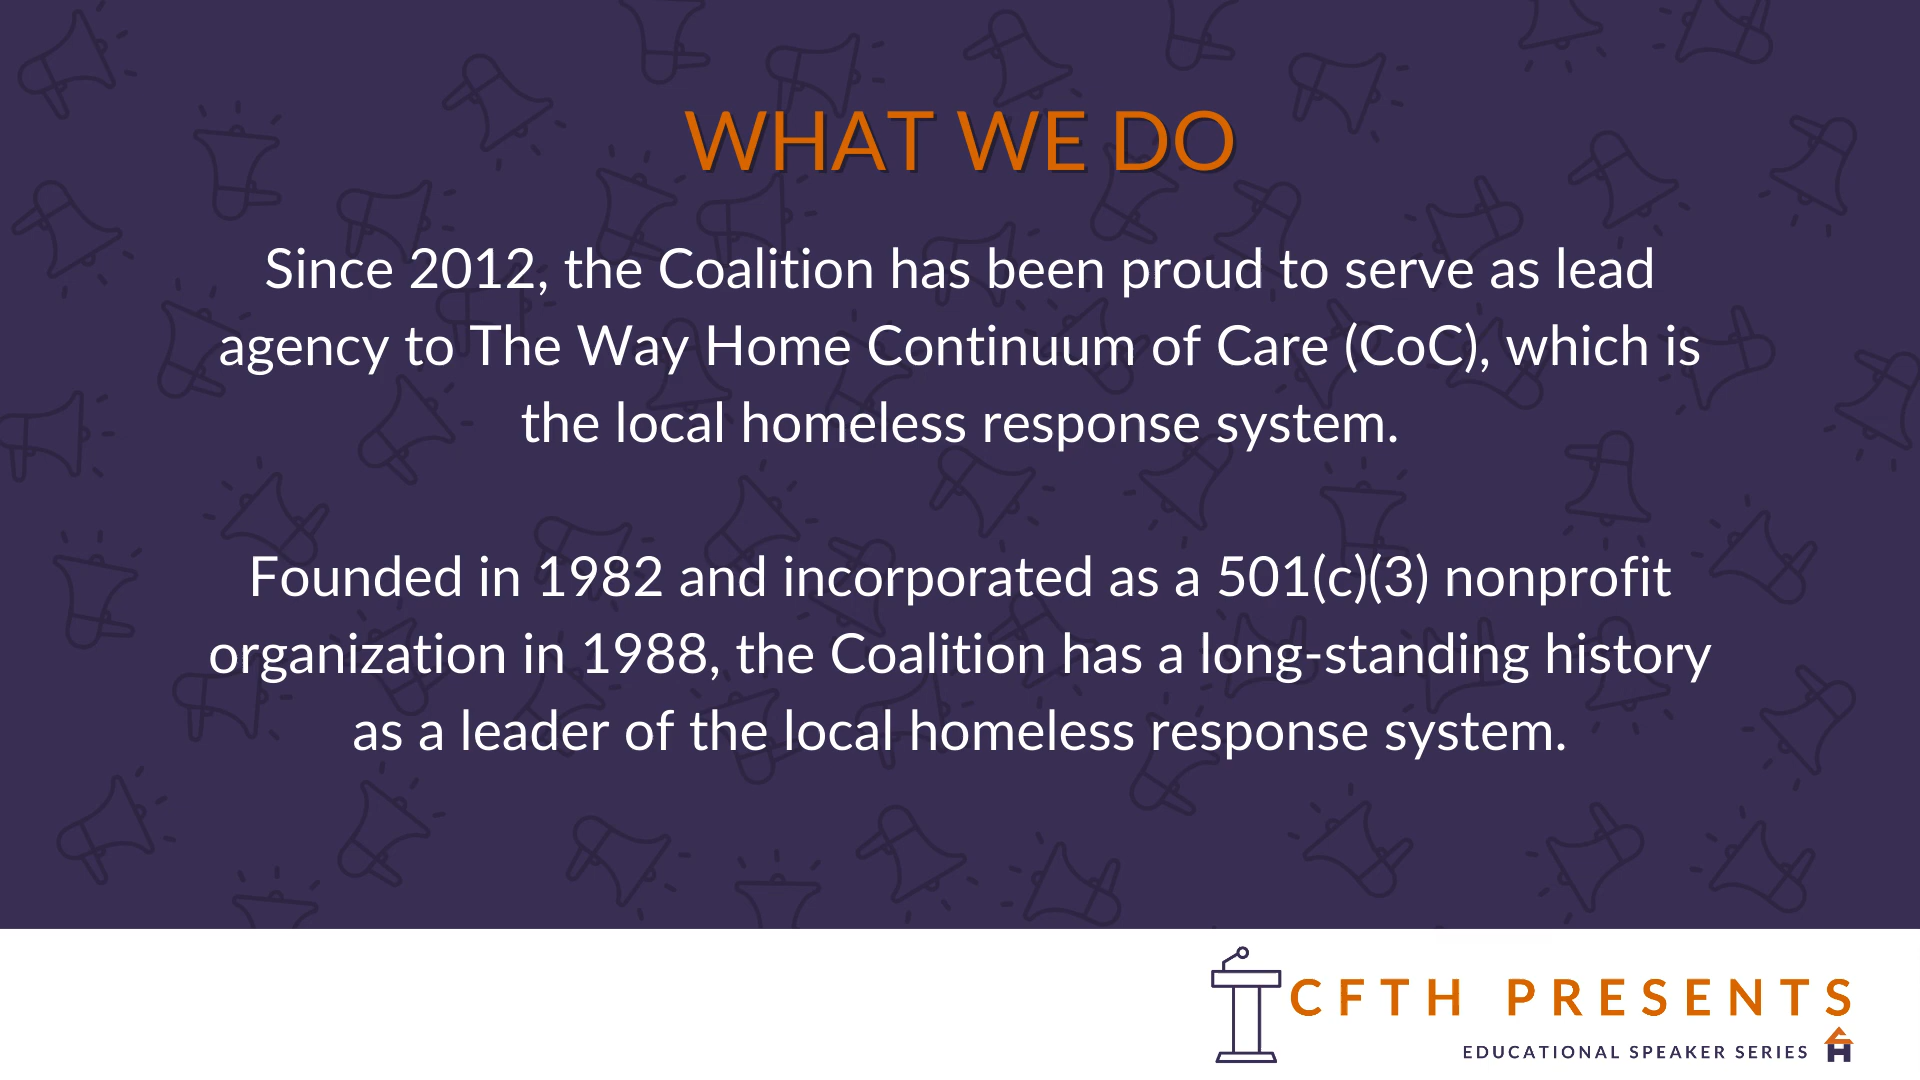 WHAT WE DO
Since 2012, the Coalition has been proud to serve as lead
agency to The Way Home Continuum of Care (CoC), which is
the local homeless response system.
Founded in 1982 and incorporated as a 501(c)(3) nonprofit
organization in 1988, the Coalition has a long-standing history
as a leader of the local homeless response system.
CFTH PRESENTS
EDUCATIONAL SPEAKER SERIES